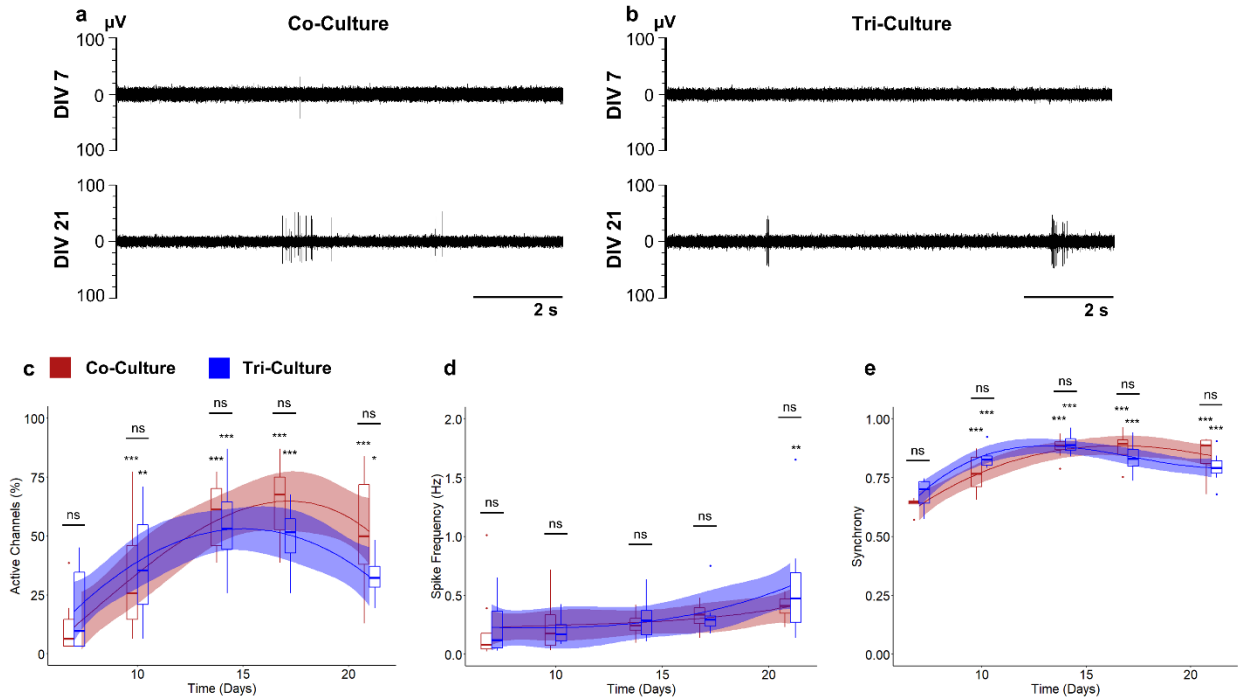 a
Co-Culture
µV
100
0
100
DIV 7
100
0
100
DIV 21
2 s
b
Tri-Culture
µV
100
0
100
DIV 7
100
0
100
DIV 21
2 s
Co-Culture
Tri-Culture
c
ns
ns
ns
ns
ns
*** **
*** ***
*** ***
*** *
100
75
50
25
0
Active Channels (%)
10 15 20
Time (Days)
d
ns
ns
ns
ns
ns
**
2.0
1.5
1.0
0.5
0.0
Spike Frequency (Hz)
10 15 20
Time (Days)
e
ns
ns
ns
ns
ns
*** ***
*** ***
*** ***
*** ***
1.00
0.75
0.50
0.25
0.00
Synchrony
10 15 20
Time (Days)